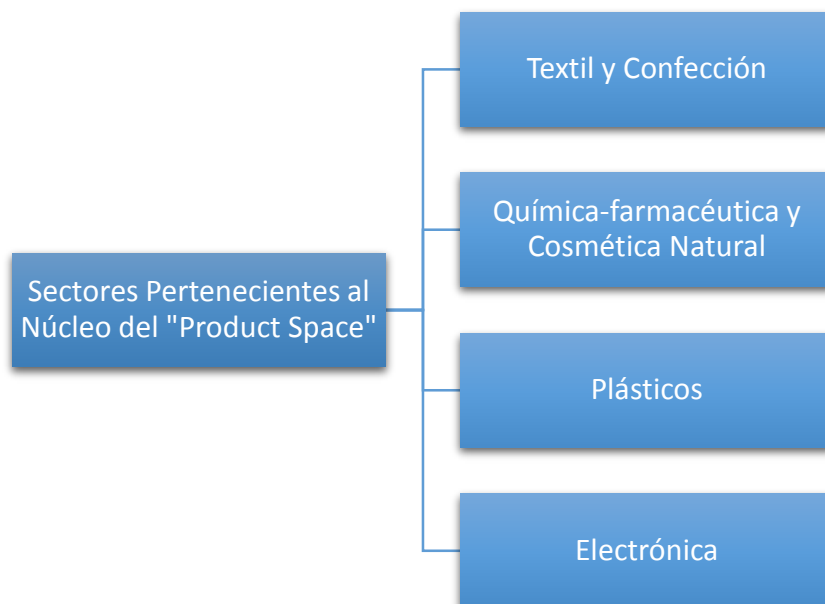 Textil y Confección
Química-farmacéutica y
Cosmética Natural
Sectores Pertenecientes al
Núcleo del "Product Space"
Plásticos
Electrónica